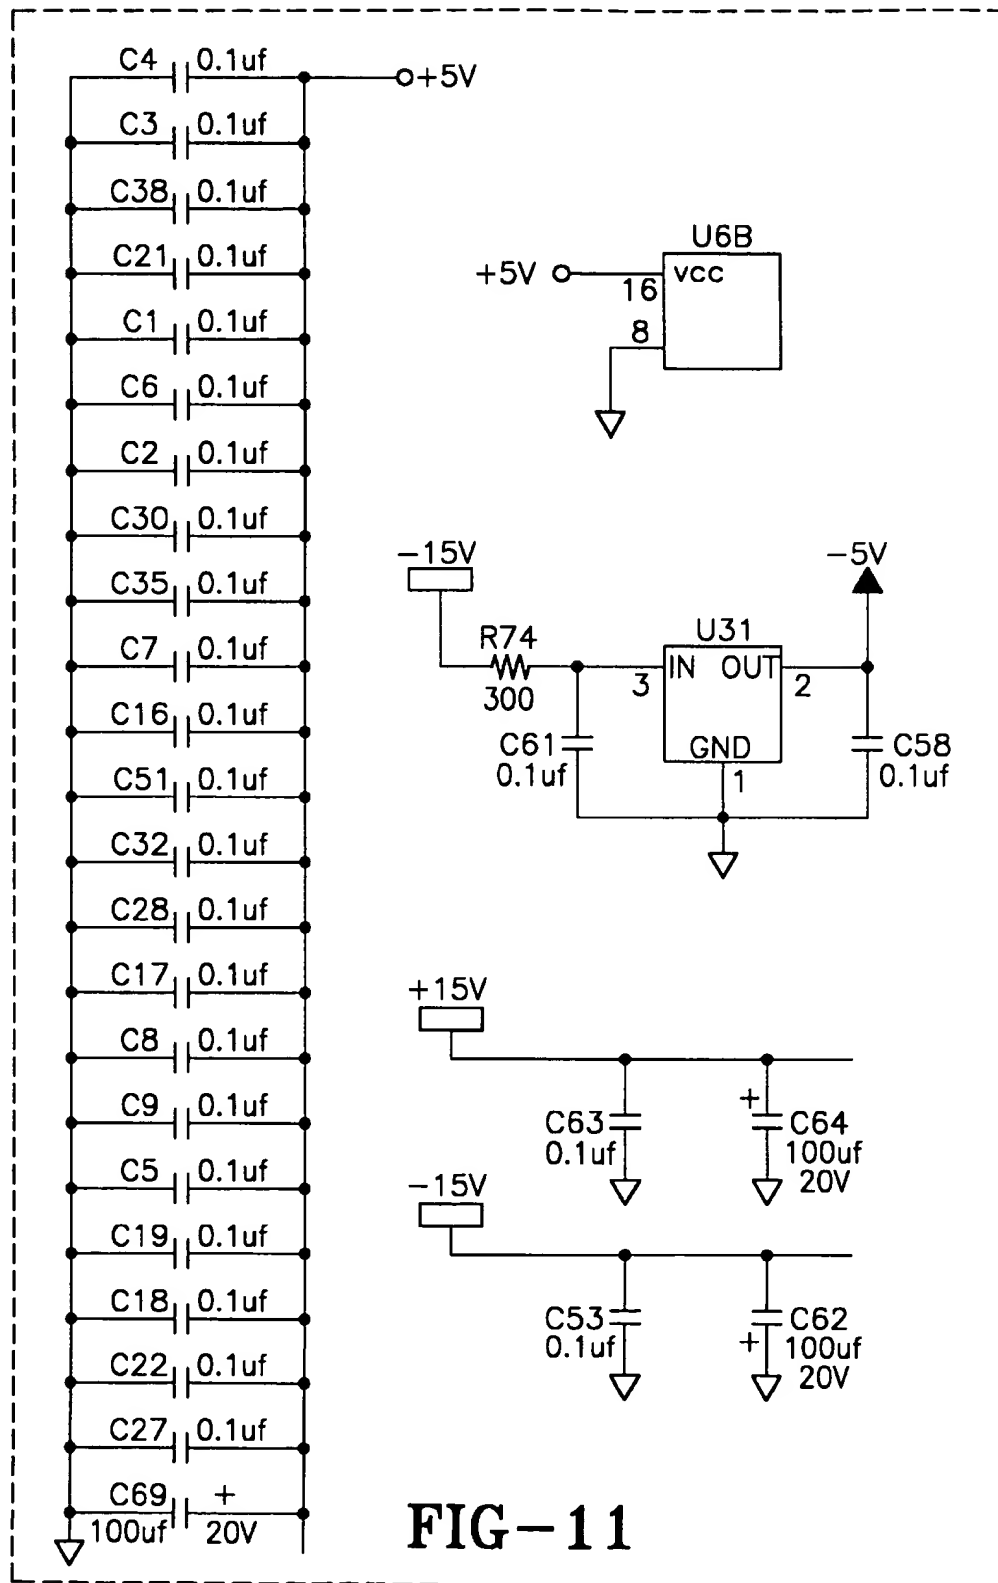 C4 0.1uf
+5V
C3 0.1uf
C38 0.1uf
C21 0.1uf
C1 0.1uf
C6 0.1uf
C2 0.1uf
C30 0.1uf
C35 0.1uf
C7 0.1uf
C16 0.1uf
C51 0.1uf
C32 0.1uf
C28 0.1uf
C17 0.1uf
C8 0.1uf
C9 0.1uf
C5 0.1uf
C19 0.1uf
C18 0.1uf
C22 0.1uf
C27 0.1uf
C69 +
100uf 20V
U6B
+5V
16 VCC
8
-15V
-5V
R74
300
U31
3 IN OUT 2
GND
1
C61
0.1uf
C58
0.1uf
+15V
C63
0.1uf
+
C64
100uf
20V
-15V
C53
0.1uf
+
C62
100uf
20V
FIG-11